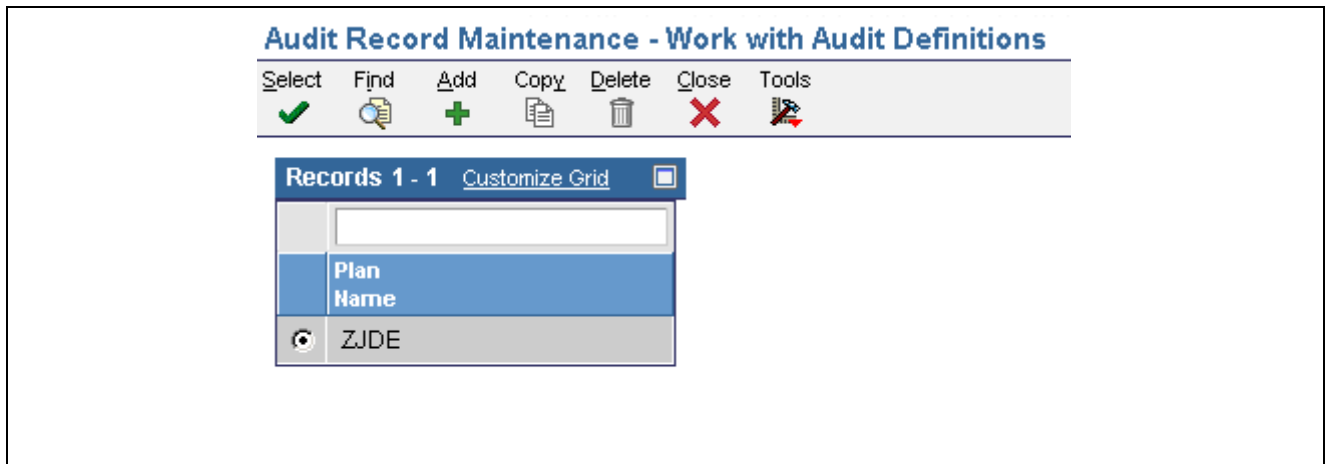 Audit Record Maintenance - Work with Audit Definitions
Select Find Add Copy Delete Close Tools
Records 1 - 1 Customize Grid
Plan
Name
ZJDE